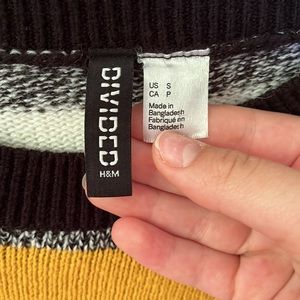 DIVIDED
H&M
US S
CA P
Made in
Bangladesh
Fabriqué en
Bangladesh